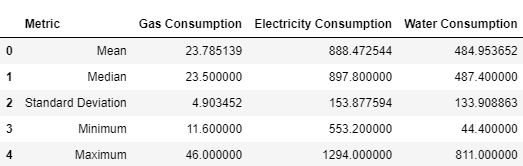 Metric Gas Consumption Electricity Consumption Water Consumption
0 Mean 23.785139 888.472544 484.953652
1 Median 23.500000 897.800000 487.400000
2 Standard Deviation 4.903452 153.877594 133.908863
3 Minimum 11.600000 553.200000 44.400000
4 Maximum 46.000000 1294.000000 811.000000